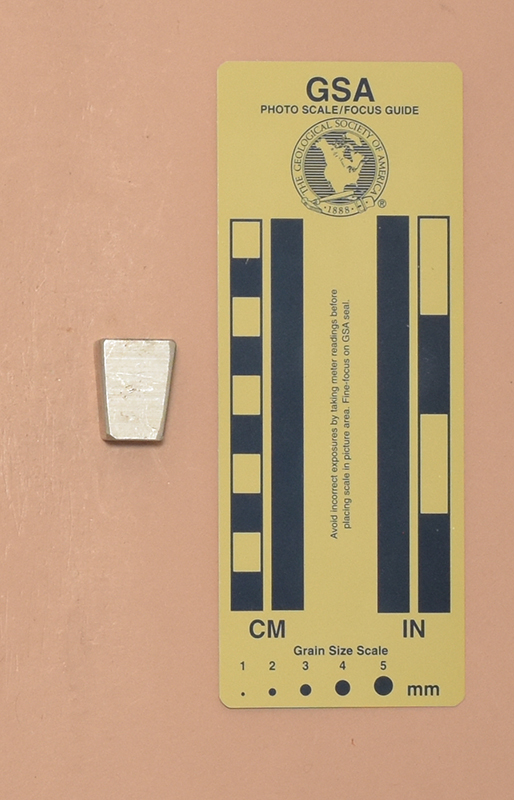 GSA
PHOTO SCALE/FOCUS GUIDE
THE GEOLOGICAL SOCIETY OF AMERICA
·1888·
®
Avoid incorrect exposures by taking meter readings before
placing scale in picture area. Fine-focus on GSA seal.
CM
IN
Grain Size Scale
1 2 3 4 5
mm